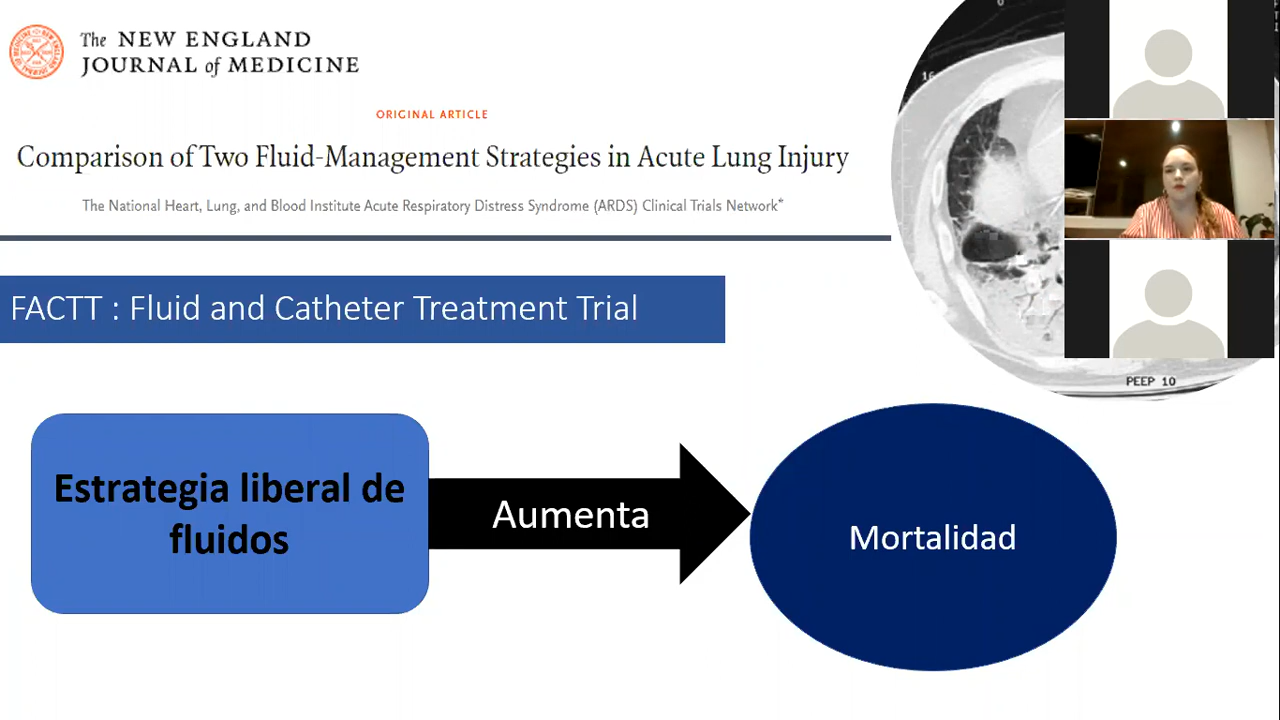 The NEW ENGLAND
JOURNAL of MEDICINE
ORIGINAL ARTICLE
Comparison of Two Fluid-Management Strategies in Acute Lung Injury
The National Heart, Lung, and Blood Institute Acute Respiratory Distress Syndrome (ARDS) Clinical Trials Network*
FACTT : Fluid and Catheter Treatment Trial
16
PEEP 10
Estrategia liberal de
fluidos
Aumenta
Mortalidad